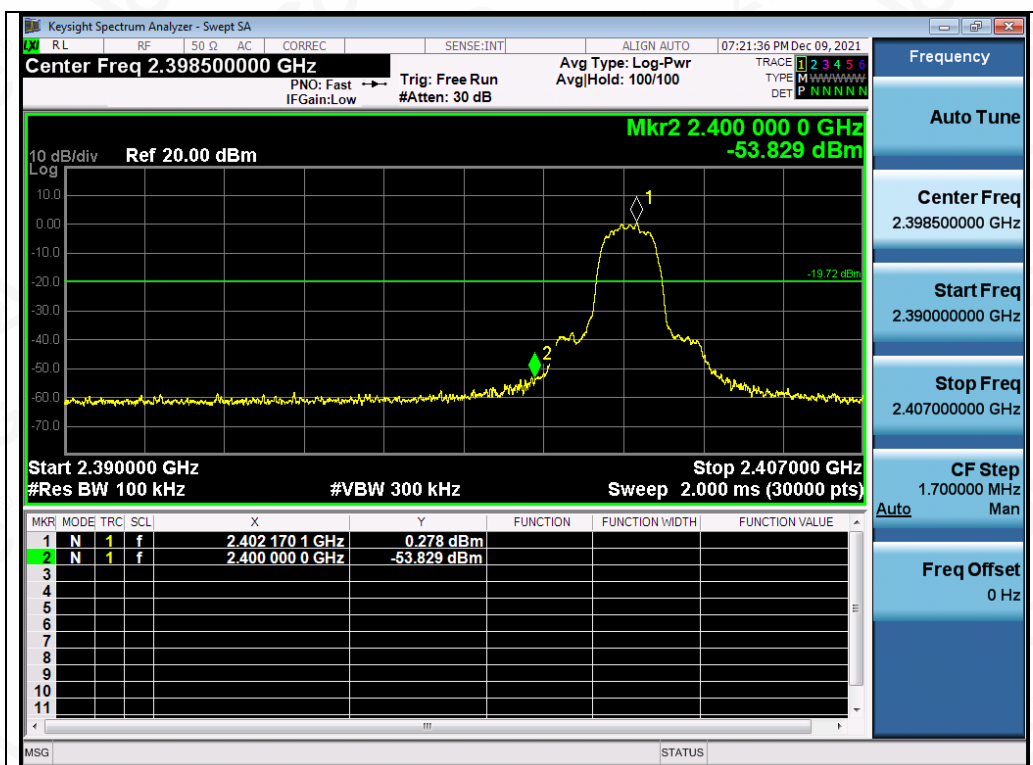 Keysight Spectrum Analyzer - Swept SA
LXI RL RF 50 Ω AC CORREC SENSE:INT ALIGN AUTO 07:21:36 PM Dec 09, 2021
Center Freq 2.398500000 GHz
PNO: Fast
IFGain:Low
Trig: Free Run
#Atten: 30 dB
Avg Type: Log-Pwr
Avg|Hold: 100/100
TRACE 1 2 3 4 5 6
TYPE M WWWWW
DET P N N N N N
Mkr2 2.400 000 0 GHz
-53.829 dBm
10 dB/div Ref 20.00 dBm
Log
10.0
0.00
-10.0
-20.0
-30.0
-40.0
-50.0
-60.0
-70.0
1
-19.72 dBm
2
Start 2.390000 GHz Stop 2.407000 GHz
#Res BW 100 kHz #VBW 300 kHz Sweep 2.000 ms (30000 pts)
MKR MODE TRC SCL X Y FUNCTION FUNCTION WIDTH FUNCTION VALUE
1 N 1 f 2.402 170 1 GHz 0.278 dBm
2 N 1 f 2.400 000 0 GHz -53.829 dBm
3
4
5
6
7
8
9
10
11
MSG STATUS
Frequency
Auto Tune
Center Freq
2.398500000 GHz
Start Freq
2.390000000 GHz
Stop Freq
2.407000000 GHz
CF Step
1.700000 MHz
Auto Man
Freq Offset
0 Hz